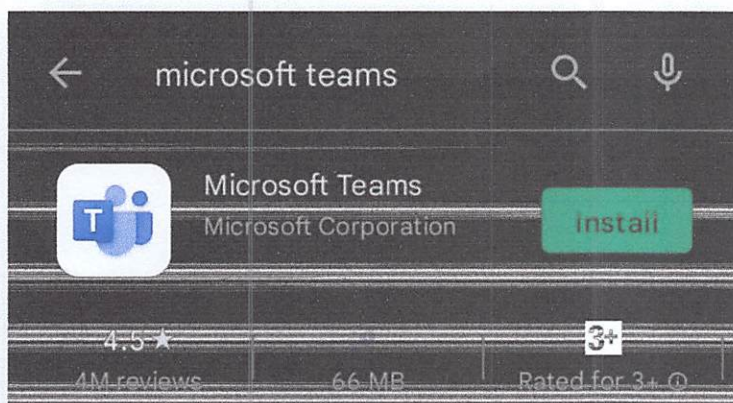 microsoft teams
Microsoft Teams
Microsoft Corporation
Install
T
4.5★
3+
4M reviews
66 MB
Rated for 3+